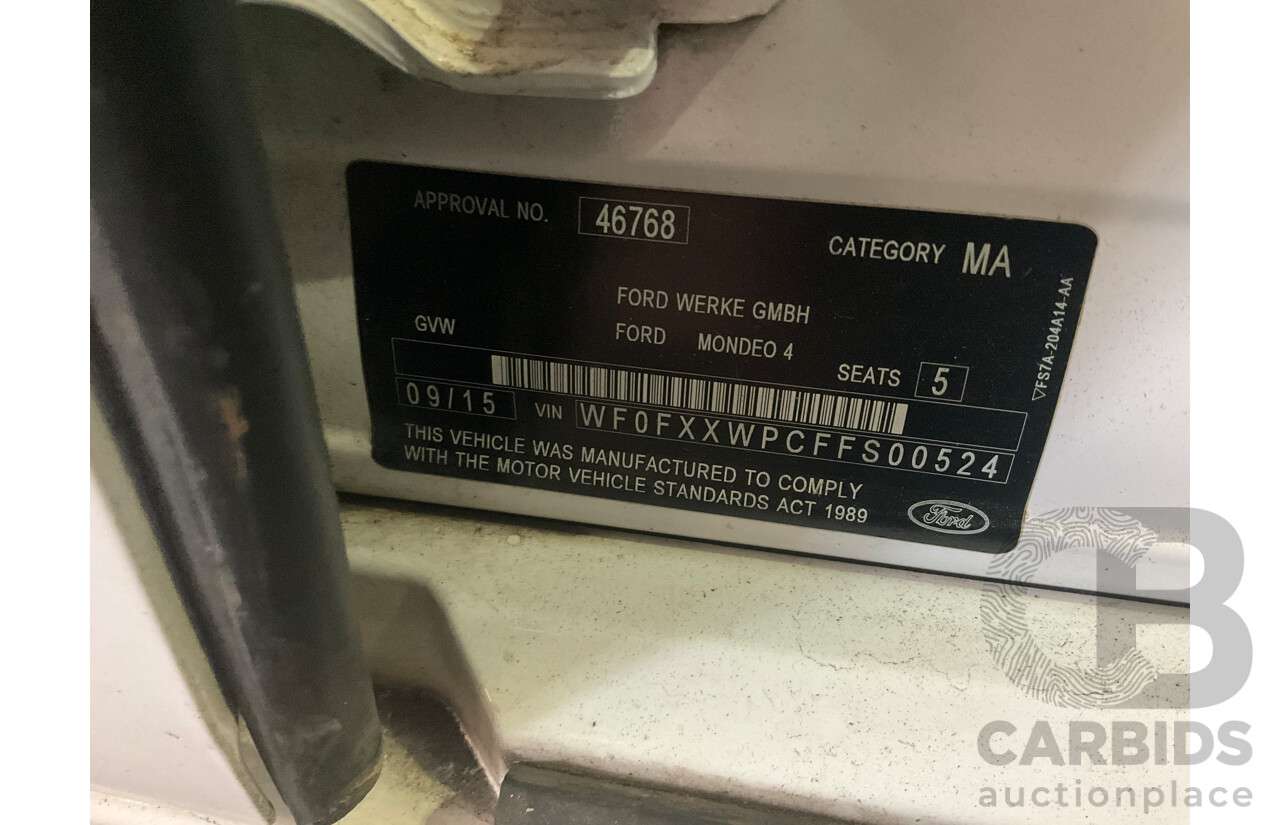 APPROVAL NO. 46768
CATEGORY MA
FORD WERKE GMBH
FORD MONDEO 4
GVW
SEATS 5
09/15 VIN WF0FXXWPCFFS00524
THIS VEHICLE WAS MANUFACTURED TO COMPLY
WITH THE MOTOR VEHICLE STANDARDS ACT 1989
Ford
FS7A-204A14-AA
CB
CARBIDS
auctionplace